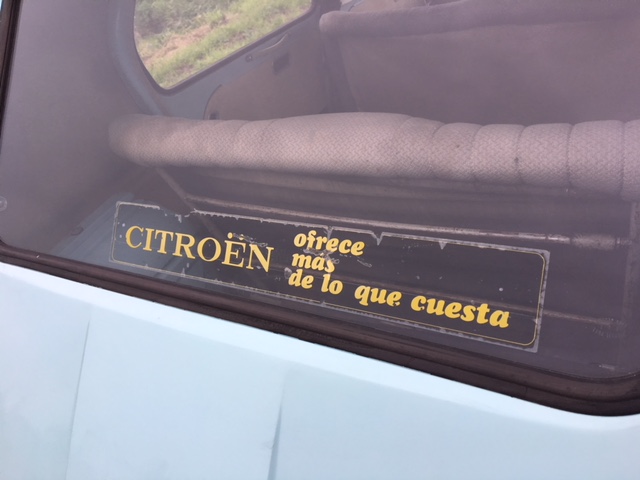 CITROËN
ofrece
más
de lo que cuesta